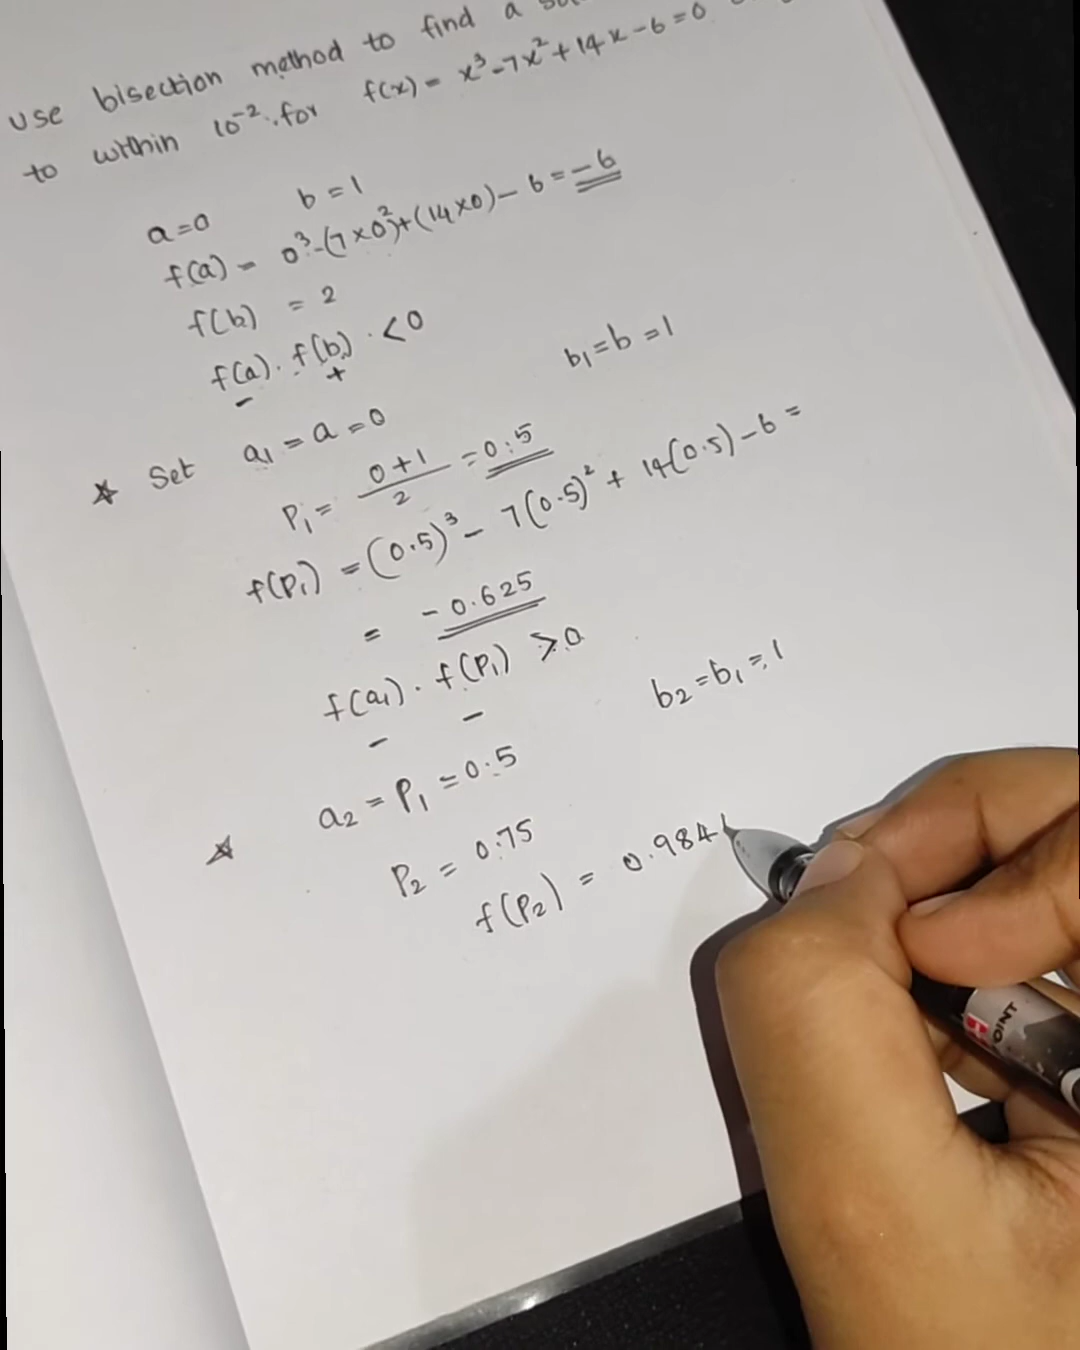 use bisection method to find a
to within 10⁻². for f(x) = x³-7x²+14x-6=0
a=0 b=1
f(a) = 0³-(7×0²)+(14×0)-6=-6
f(b) = 2
f(a). f(b) . <0
- +
* Set a₁=a=0 b₁=b=1
P₁= 0+1/2 =0.5
f(P₁) =(0.5)³- 7(0.5)² + 14(0.5)-6=
= -0.625
f(a₁). f(P₁) >0
- -
* a₂=P₁=0.5 b₂=b₁=1
P₂ = 0.75
f(P₂) = 0.984
OINT